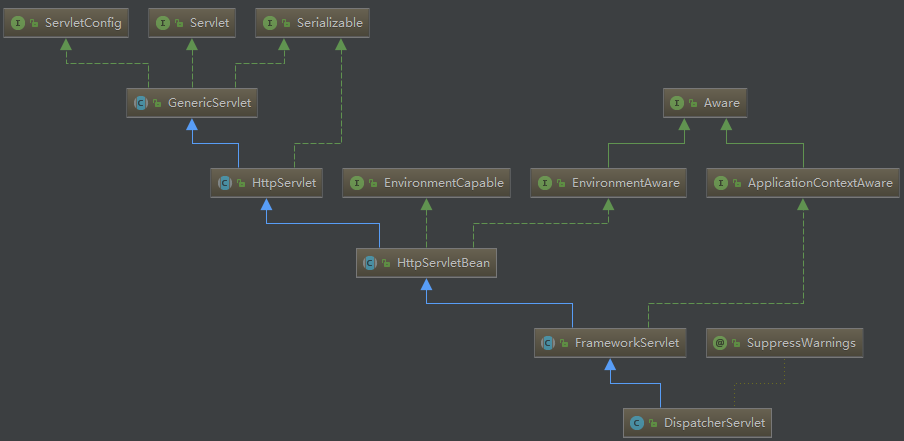 I ServletConfig
I Servlet
I Serializable
C GenericServlet
I Aware
C HttpServlet
I EnvironmentCapable
I EnvironmentAware
I ApplicationContextAware
C HttpServletBean
C FrameworkServlet
@ SuppressWarnings
C DispatcherServlet